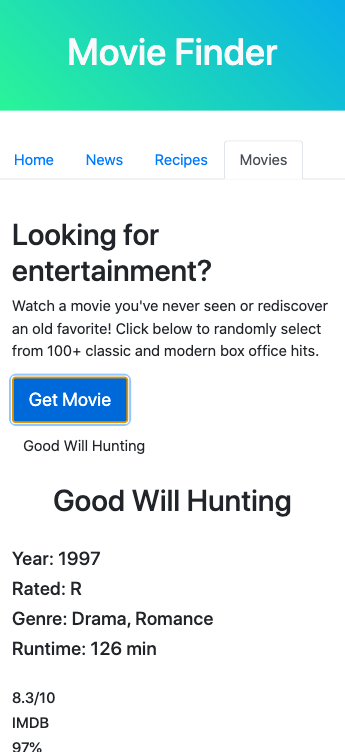 Movie Finder
Home News Recipes Movies
Looking for
entertainment?
Watch a movie you've never seen or rediscover
an old favorite! Click below to randomly select
from 100+ classic and modern box office hits.
Get Movie
Good Will Hunting
Good Will Hunting
Year: 1997
Rated: R
Genre: Drama, Romance
Runtime: 126 min
8.3/10
IMDB
97%